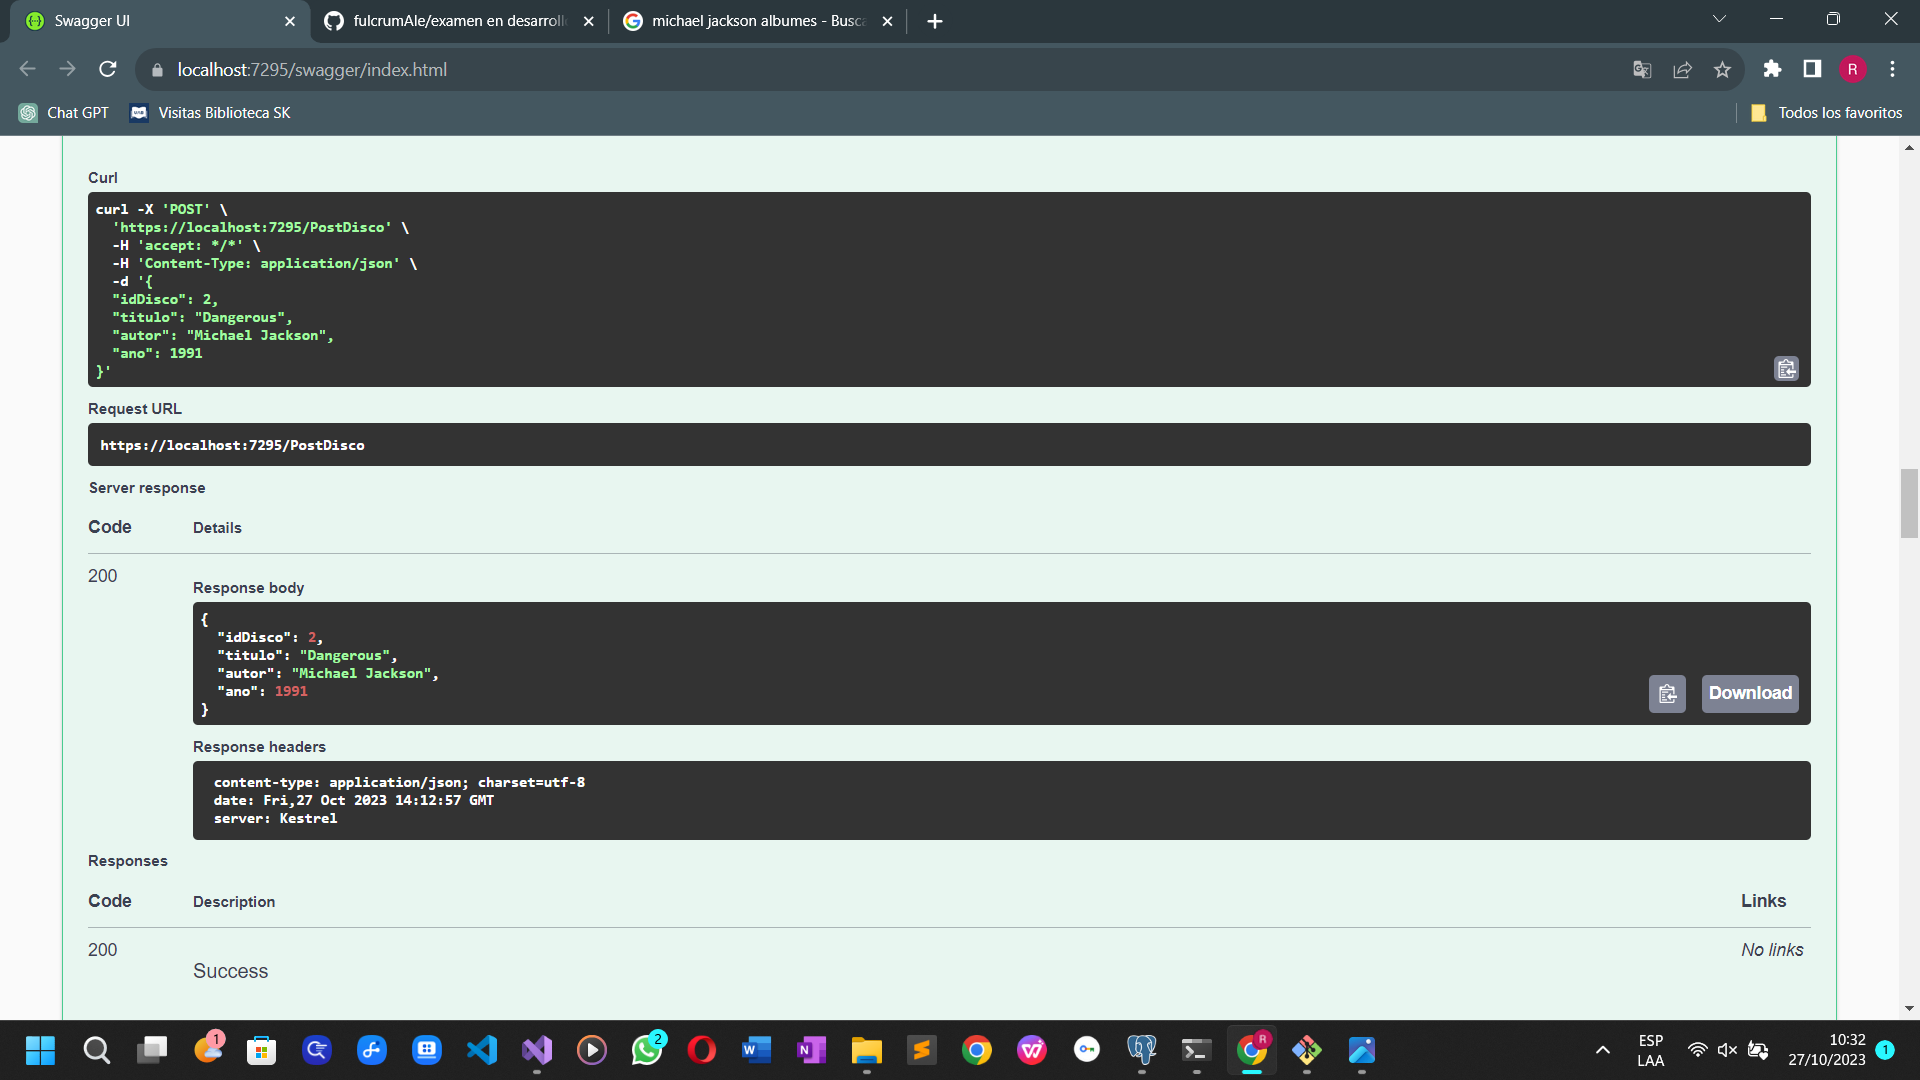 Swagger UI
fulcrumAle/examen en desarroll
michael jackson albumes - Busc
localhost:7295/swagger/index.html
R
Chat GPT
Visitas Biblioteca SK
Todos los favoritos
Curl
curl -X 'POST' \
'https://localhost:7295/PostDisco' \
-H 'accept: */*' \
-H 'Content-Type: application/json' \
-d '{
"idDisco": 2,
"titulo": "Dangerous",
"autor": "Michael Jackson",
"ano": 1991
}'
Request URL
https://localhost:7295/PostDisco
Server response
Code Details
200
Response body
{
"idDisco": 2,
"titulo": "Dangerous",
"autor": "Michael Jackson",
"ano": 1991
}
Download
Response headers
content-type: application/json; charset=utf-8
date: Fri,27 Oct 2023 14:12:57 GMT
server: Kestrel
Responses
Code Description Links
200 No links
Success
1
2
R
ESP
LAA
10:32
27/10/2023
1